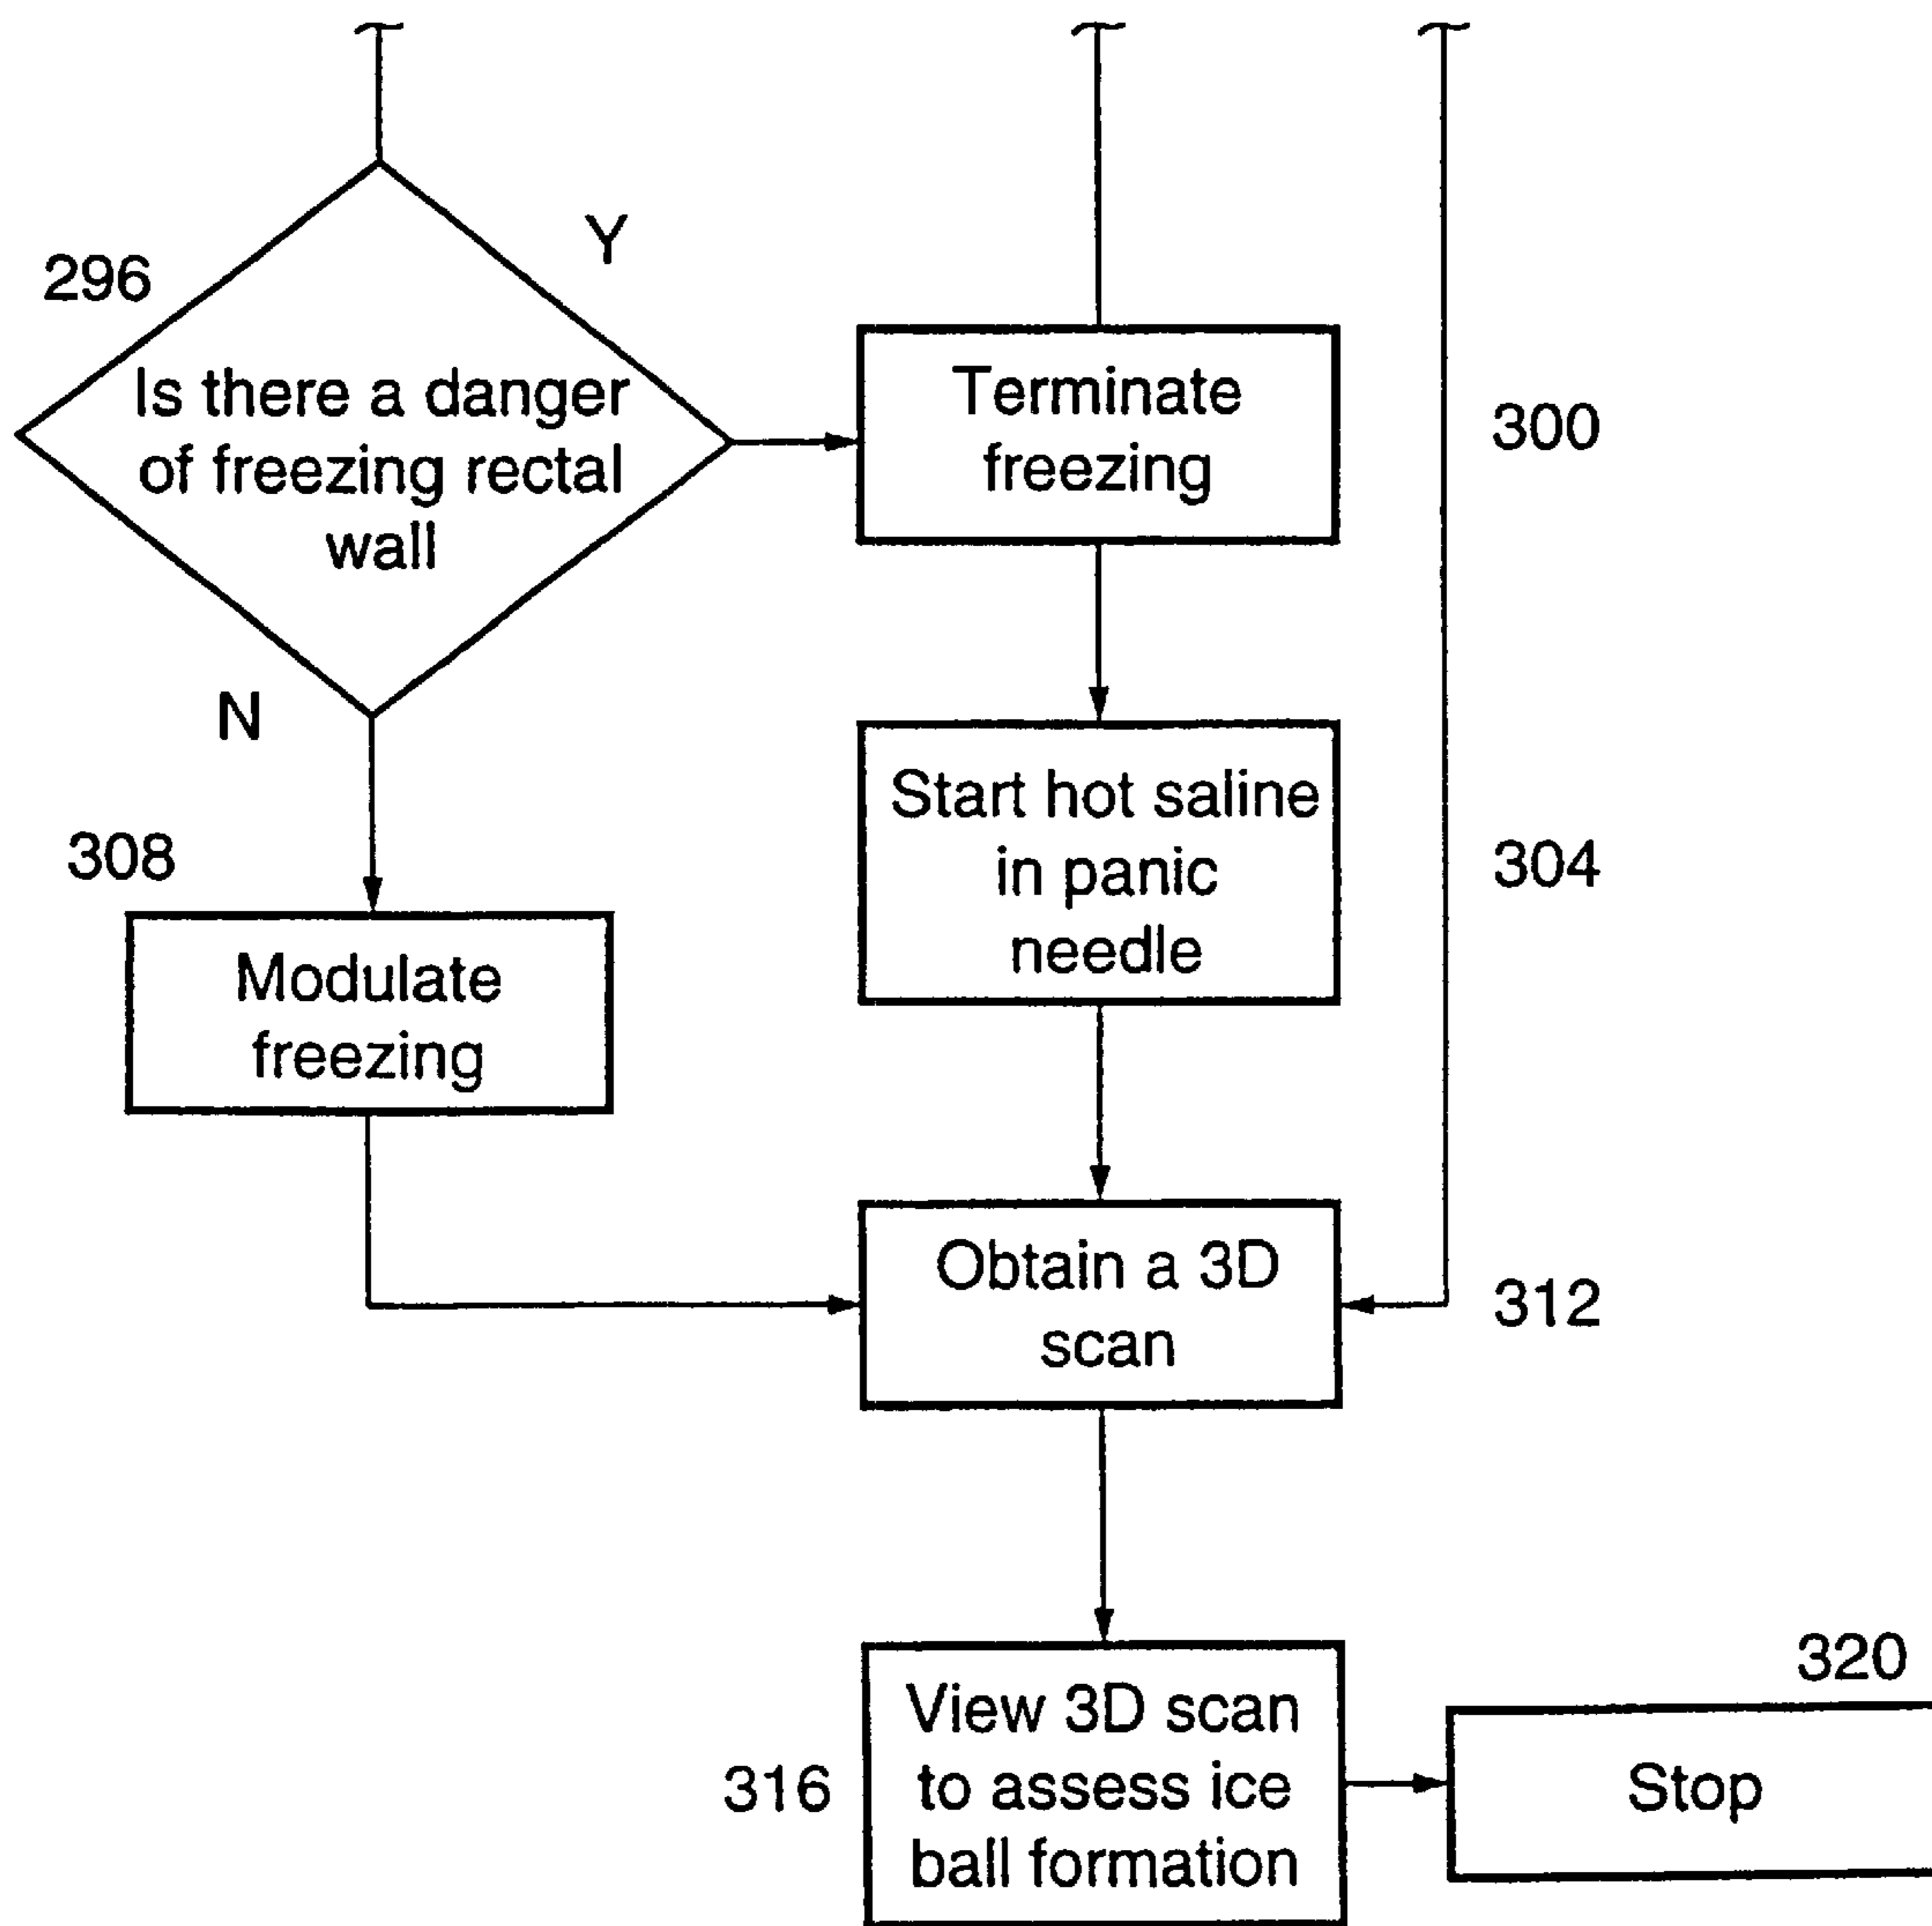 Y
296
Is there a danger
of freezing rectal
wall
Terminate
freezing
300
N
Start hot saline
in panic
needle
304
308
Modulate
freezing
Obtain a 3D
scan
312
320
View 3D scan
to assess ice
ball formation
316
Stop